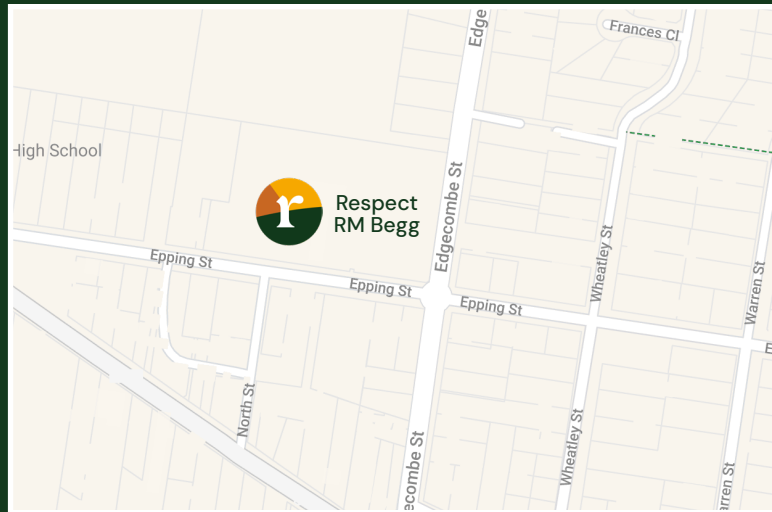 Edge
Frances Cl
High School
r
Respect
RM Begg
Edgecombe St
Wheatley St
Warren St
Epping St
Epping St
Epping St
E
North St
Wheatley St
ecombe St
rren St